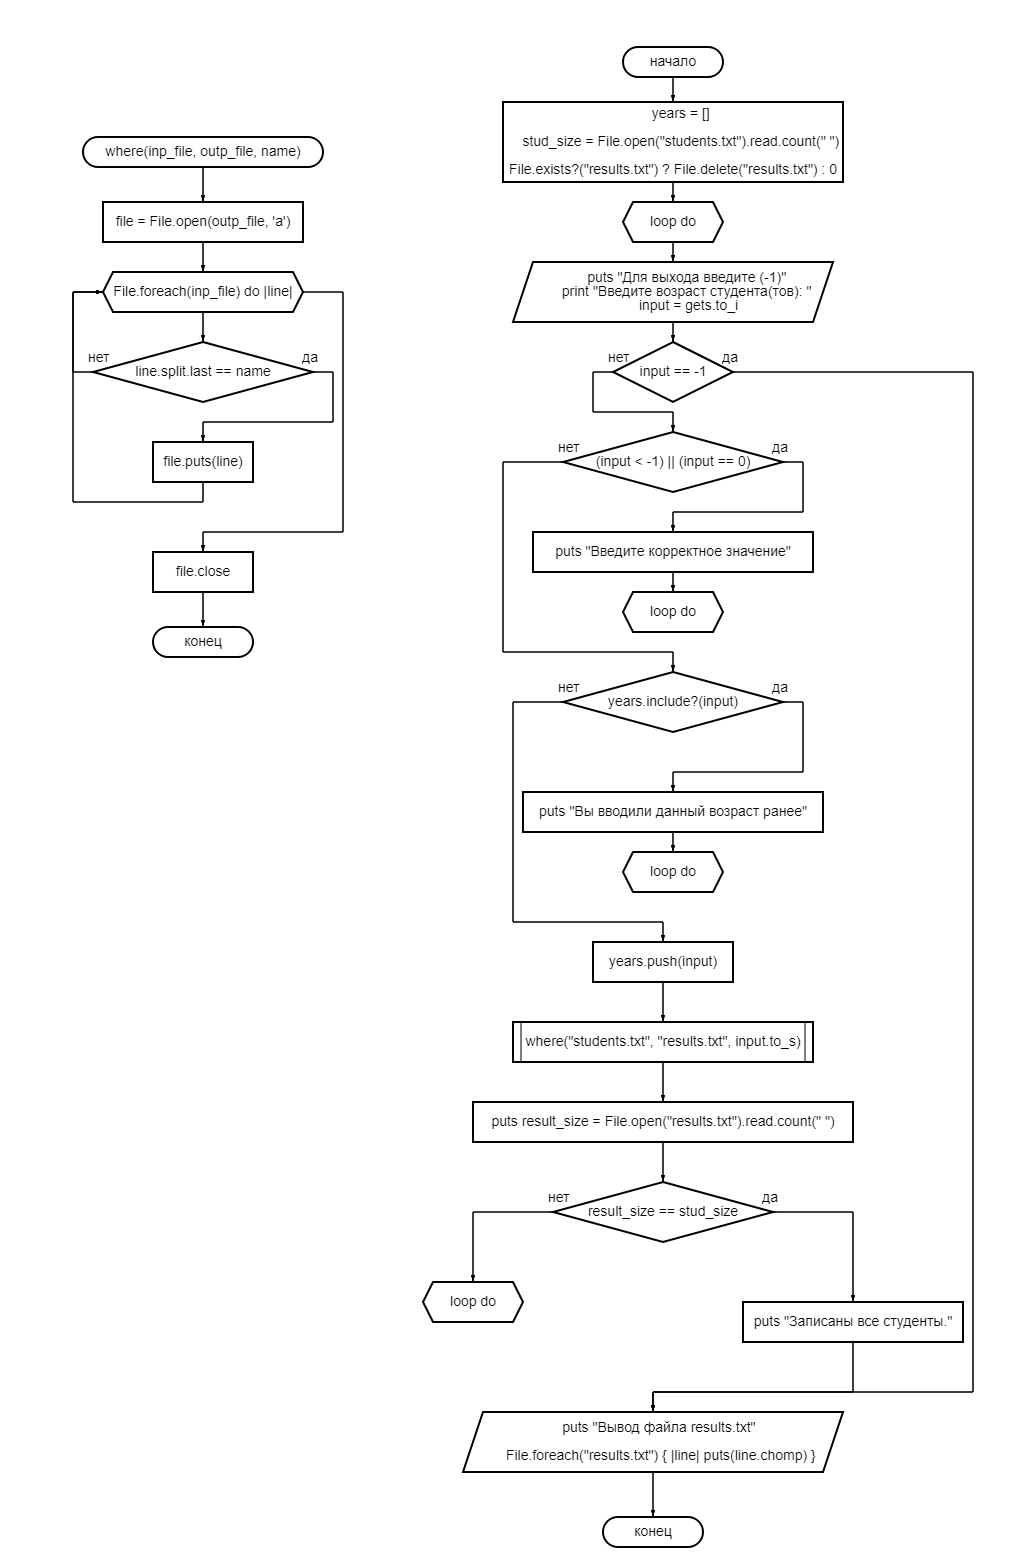 where(inp_file, outp_file, name)
file = File.open(outp_file, 'a')
File.foreach(inp_file) do |line|
нет
да
line.split.last == name
file.puts(line)
file.close
конец
начало
years = []
stud_size = File.open("students.txt").read.count(" ")
File.exists?("results.txt") ? File.delete("results.txt") : 0
loop do
puts "Для выхода введите (-1)"
print "Введите возраст студента(тов): "
input = gets.to_i
нет
да
input == -1
нет
да
(input < -1) || (input == 0)
puts "Введите корректное значение"
loop do
нет
да
years.include?(input)
puts "Вы вводили данный возраст ранее"
loop do
years.push(input)
where("students.txt", "results.txt", input.to_s)
puts result_size = File.open("results.txt").read.count(" ")
нет
да
result_size == stud_size
loop do
puts "Записаны все студенты."
puts "Вывод файла results.txt"
File.foreach("results.txt") { |line| puts(line.chomp) }
конец